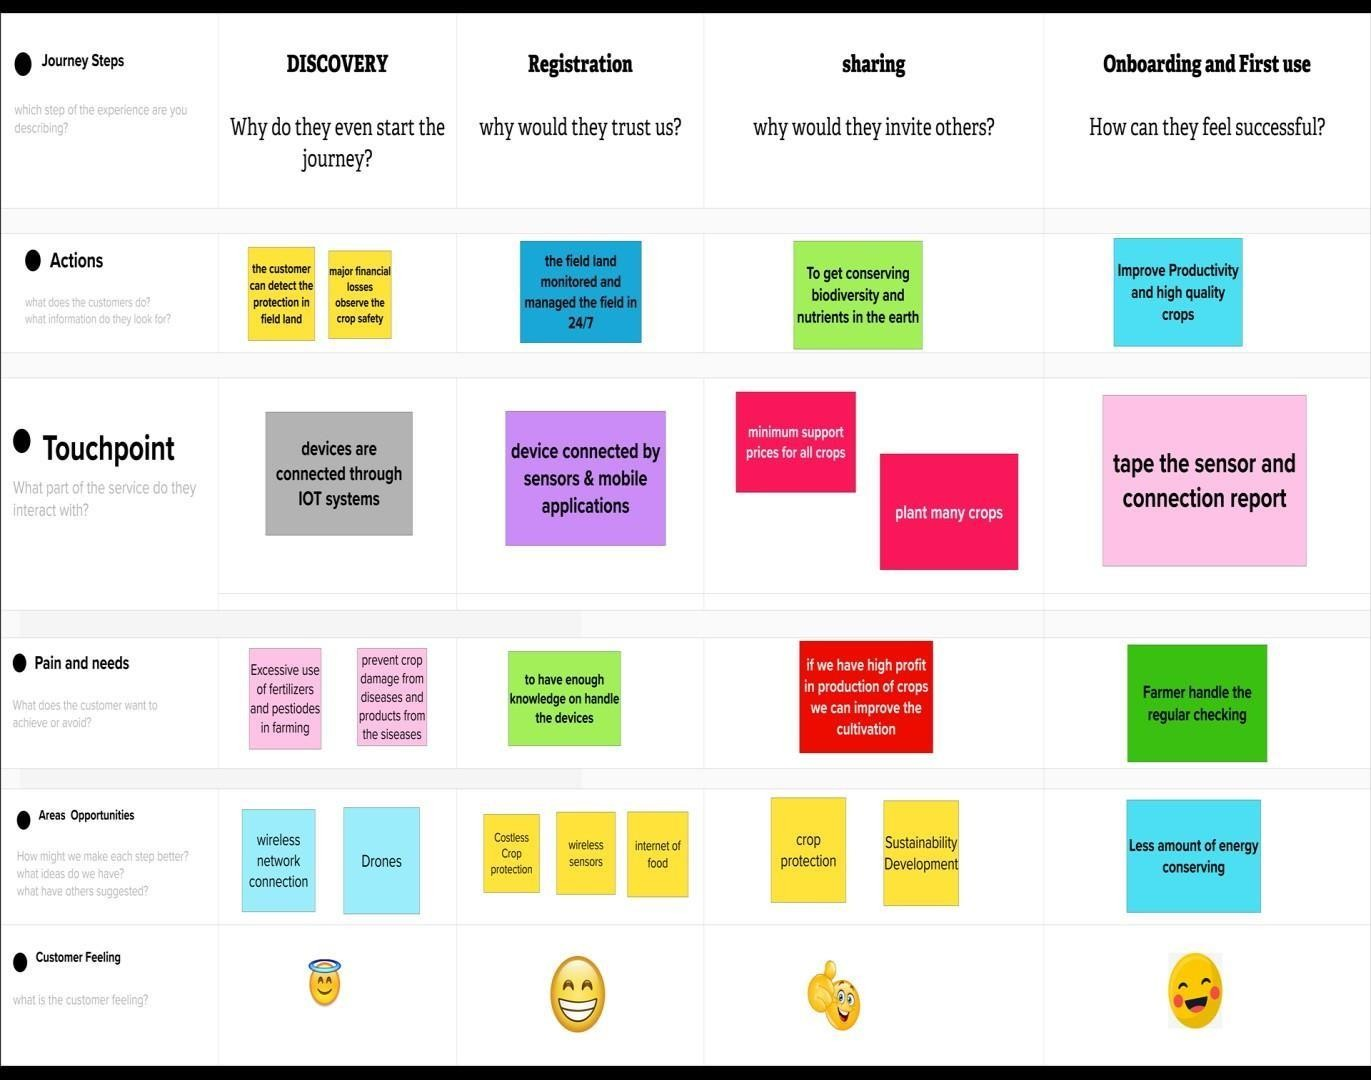 Journey Steps
which step of the experience are you
describing?
DISCOVERY
Why do they even start the
journey?
Registration
why would they trust us?
sharing
why would they invite others?
Onboarding and First use
How can they feel successful?
Actions
what does the customers do?
what information do they look for?
the customer
can detect the
protection in
field land
major financial
losses
observe the
crop safety
the field land
monitored and
managed the field in
24/7
To get conserving
biodiversity and
nutrients in the earth
Improve Productivity
and high quality
crops
Touchpoint
What part of the service do they
interact with?
devices are
connected through
IOT systems
device connected by
sensors & mobile
applications
minimum support
prices for all crops
plant many crops
tape the sensor and
connection report
Pain and needs
What does the customer want to
achieve or avoid?
Excessive use
of fertilizers
and pestiodes
in farming
prevent crop
damage from
diseases and
products from
the siseases
to have enough
knowledge on handle
the devices
if we have high profit
in production of crops
we can improve the
cultivation
Farmer handle the
regular checking
Areas Opportunities
How might we make each step better?
what ideas do we have?
what have others suggested?
wireless
network
connection
Drones
Costless
Crop
protection
wireless
sensors
internet of
food
crop
protection
Sustainability
Development
Less amount of energy
conserving
Customer Feeling
what is the customer feeling?